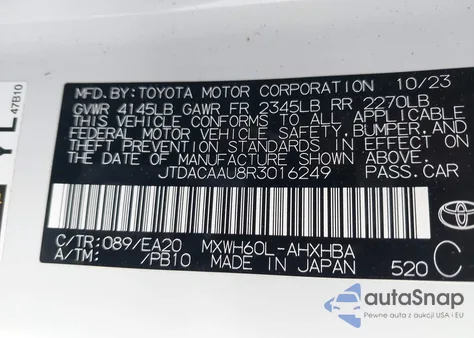 47B10
MFD.BY:TOYOTA MOTOR CORPORATION 10/23
GVWR 4145LB GAWR FR 2345LB RR 2270LB
THIS VEHICLE CONFORMS TO ALL APPLICABLE
FEDERAL MOTOR VEHICLE SAFETY, BUMPER,AND
THEFT PREVENTION STANDARDS IN EFFECT ON
THE DATE OF MANUFACTURE SHOWN ABOVE.
JTDACAAU8R3016249 PASS.CAR
C/TR:089/EA20 MXWH60L-AHXHBA
A/TM: /PB10 MADE IN JAPAN 520 C
TOYOTA
autoSnap
Pewne auta z aukcji USA i EU